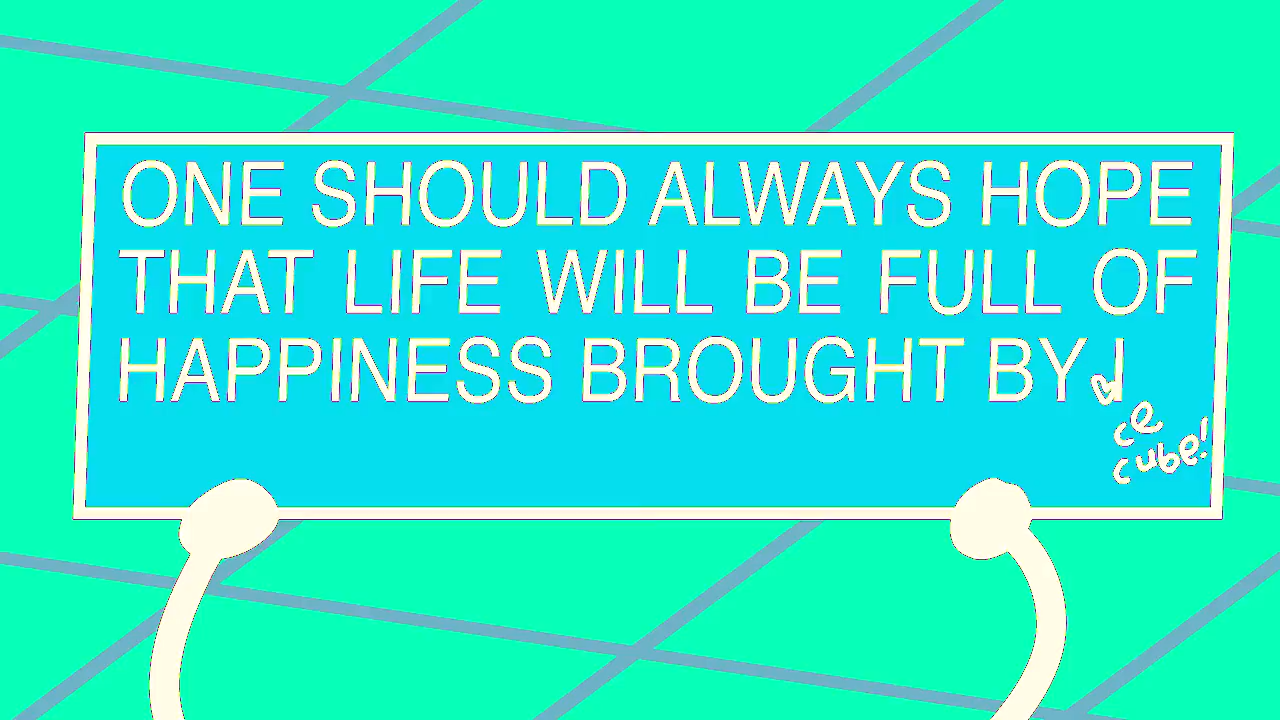 ONE SHOULD ALWAYS HOPE
THAT LIFE WILL BE FULL OF
HAPPINESS BROUGHT BY I
ce
cube!